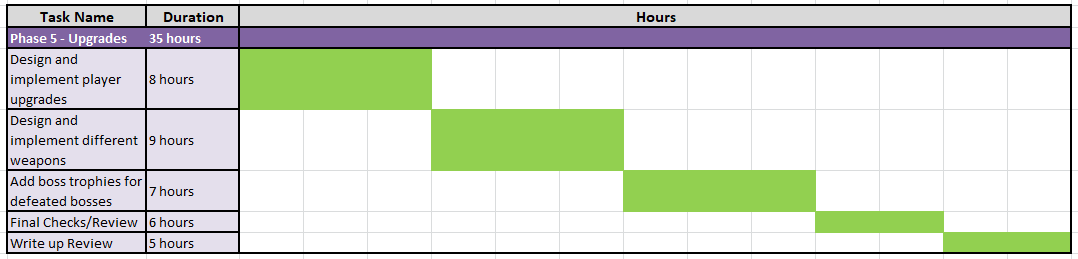 Task Name Duration Hours
Phase 5 - Upgrades 35 hours
Design and
implement player
upgrades
8 hours
Design and
implement different
weapons
9 hours
Add boss trophies for
defeated bosses
7 hours
Final Checks/Review 6 hours
Write up Review 5 hours